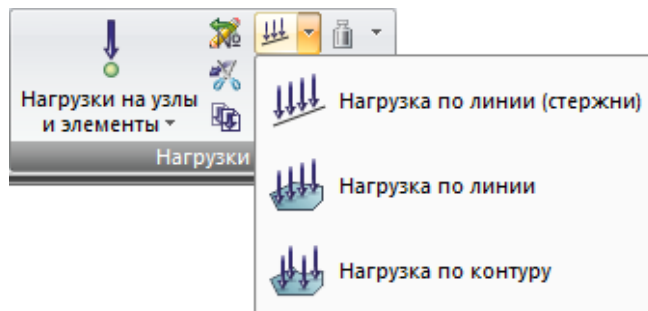 Нагрузки на узлы
и элементы
Нагрузки
Нагрузка по линии (стержни)
Нагрузка по линии
Нагрузка по контуру